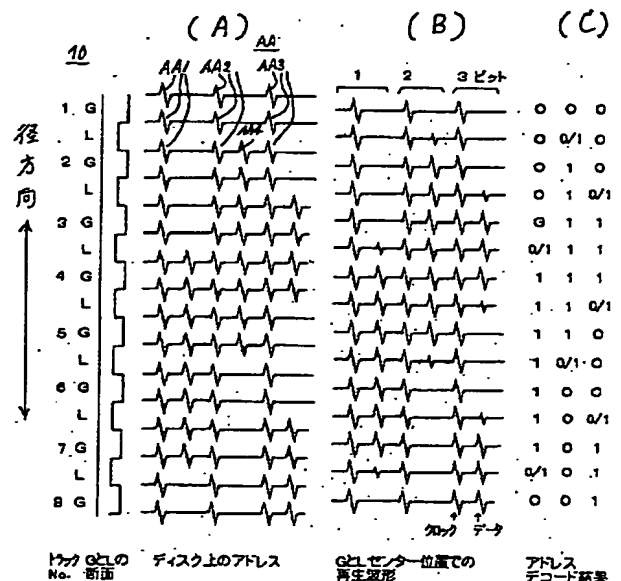 (A) (B) (C)
10 AA
AA1 AA2 AA3 1 2 3 ビット
径方向
1 G 0 0 0
L 0 0/1 0
2 G 0 1 0
L 0 1 0/1
3 G G 1 1
L 0/1 1 1
4 G 1 1 1
L 1 1 0/1
5 G 1 1 0
L 1 0/1 0
6 G 1 0 0
L 1 0 0/1
7 G 1 0 1
L 0/1 0 1
8 G 0 0 1
クロック データ
トラック No. GとLの断面 ディスク上のアドレス GとLセンター位置での再生波形 アドレスデコード結果